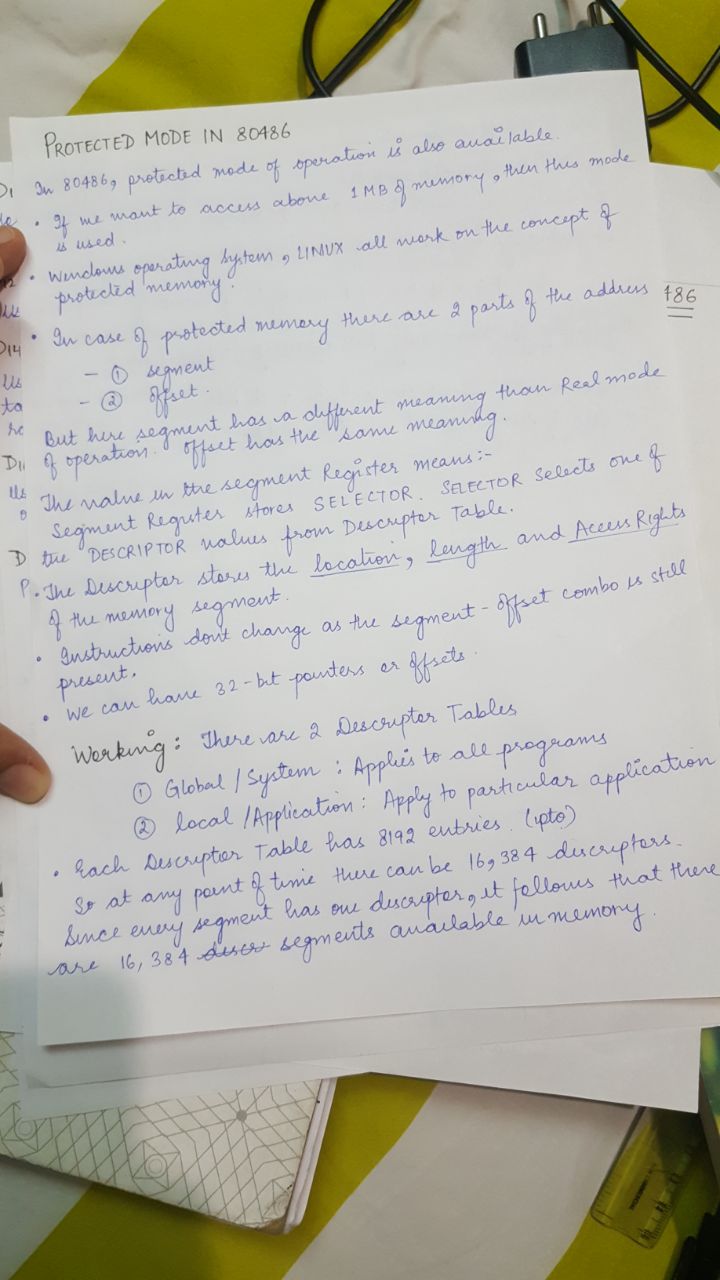 PROTECTED MODE IN 80486
In 80486, protected mode of operation is also available.
• If we want to access above 1 MB of memory, then this mode
is used.
• Windows operating system, LINUX all work on the concept of
protected memory.
• In case of protected memory there are 2 parts of the address
- ① segment
- ② offset.
But here segment has a different meaning than Real mode
of operation. Offset has the same meaning.
The value in the segment Register means:-
Segment Register stores SELECTOR. SELECTOR Selects one of
the DESCRIPTOR values from Descriptor Table.
• The Descriptor stores the location, length and Access Rights
of the memory segment.
• Instructions dont change as the segment-offset combo is still
present.
• We can have 32-bit pointers or offsets.
Working: There are 2 Descriptor Tables
① Global/System: Applies to all programs
② local/Application: Apply to particular application
• Each Descriptor Table has 8192 entries. (upto)
So at any point of time there can be 16,384 descriptors.
Since every segment has one descriptor, it follows that there
are 16,384 descr segments available in memory.
486